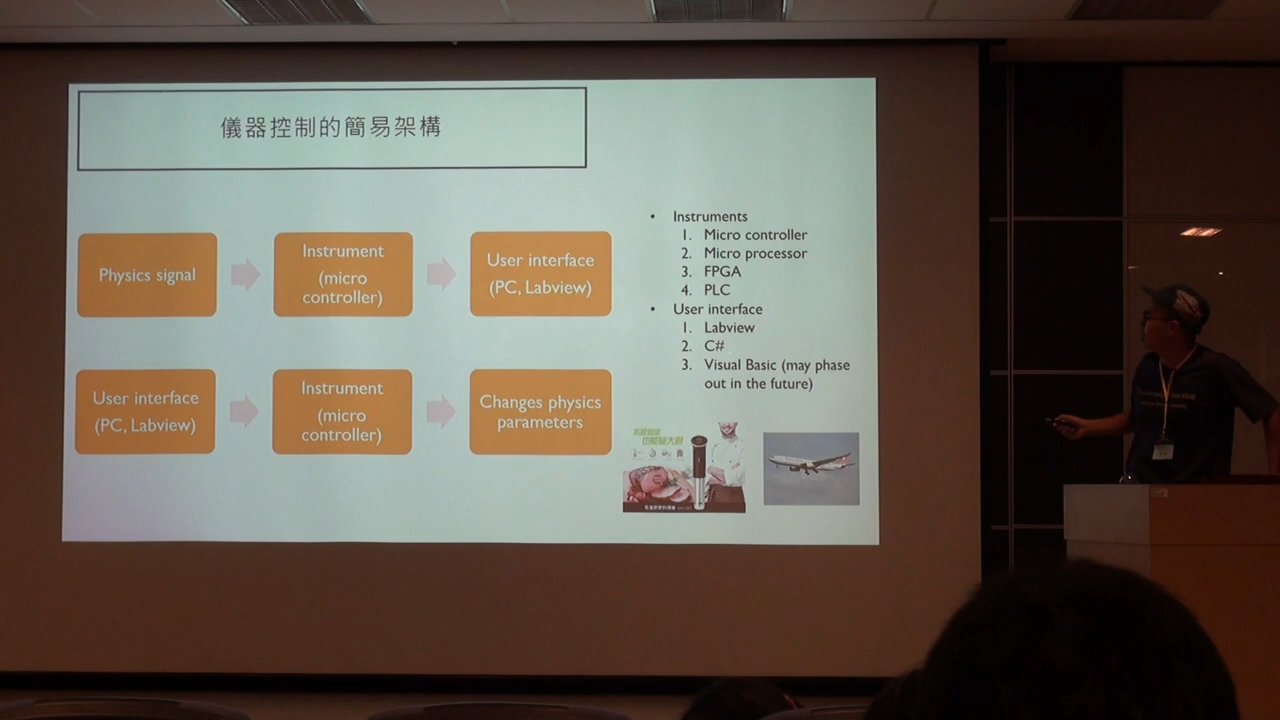 儀器控制的簡易架構
Physics signal
Instrument
(micro
controller)
User interface
(PC, Labview)
User interface
(PC, Labview)
Instrument
(micro
controller)
Changes physics
parameters
• Instruments
1. Micro controller
2. Micro processor
3. FPGA
4. PLC
• User interface
1. Labview
2. C#
3. Visual Basic (may phase
out in the future)